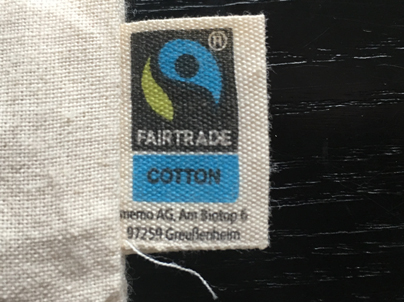 ®
FAIRTRADE
COTTON
memo AG, Am Biotop 6
97259 Greußenheim